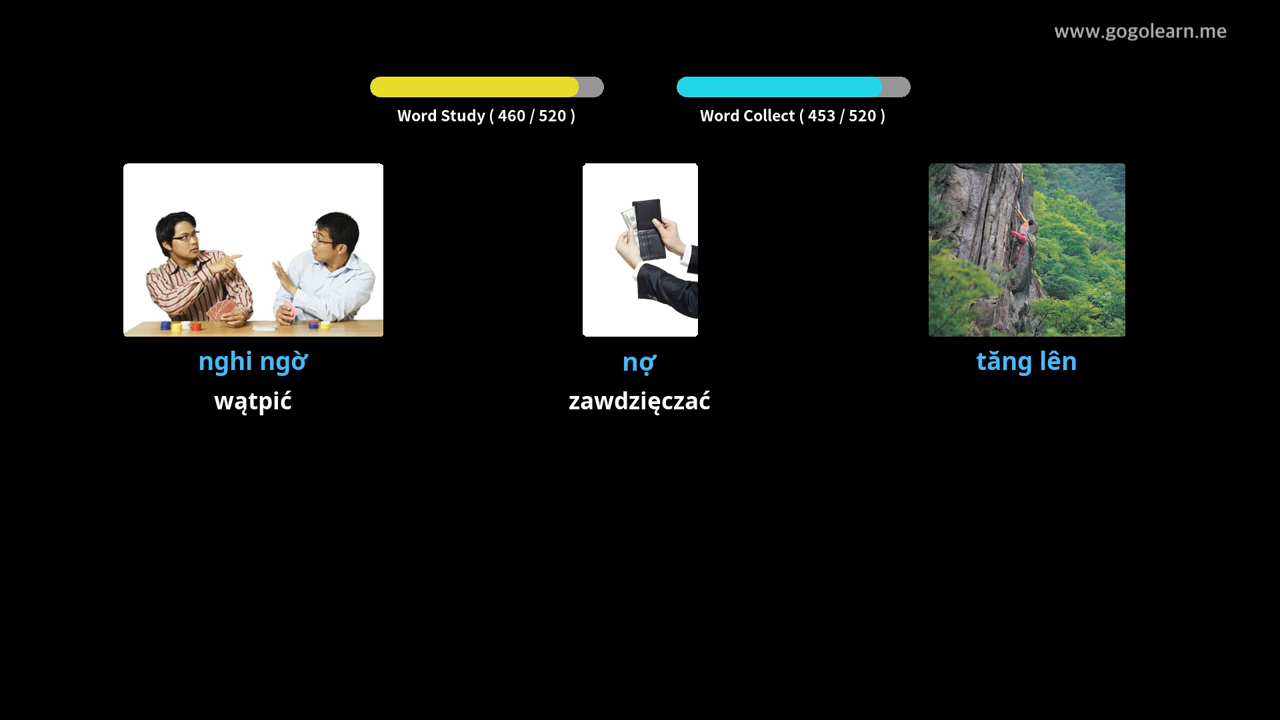 www.gogolearn.me
Word Study ( 460 / 520 )
Word Collect ( 453 / 520 )
nghi ngờ
wątpić
nợ
zawdzięczać
tăng lên